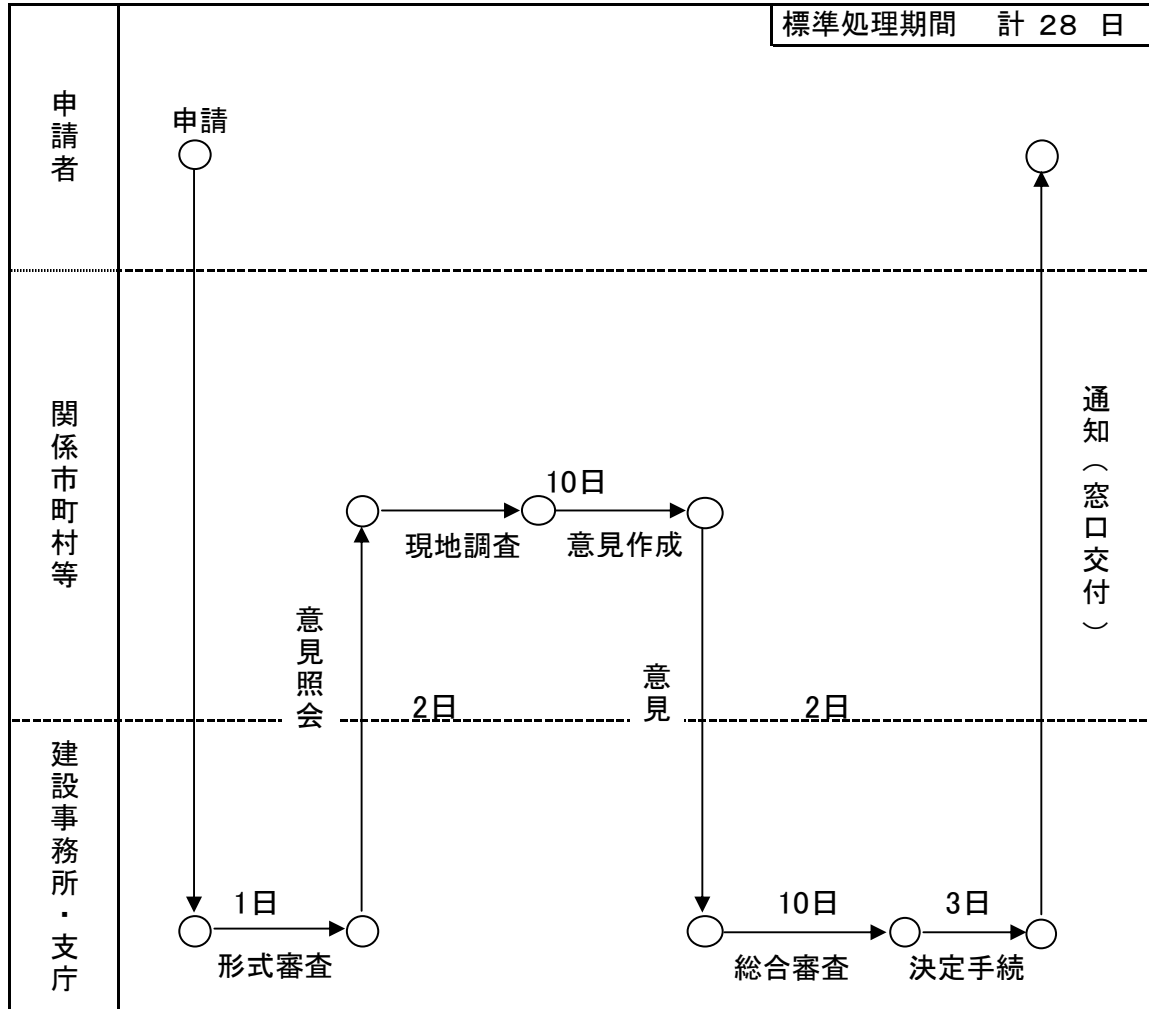 標準処理期間 計 28 日
申請者
申請
関係市町村等
10日
現地調査
意見作成
通知（窓口交付）
意見照会
2日
意見
2日
建設事務所・支庁
1日
形式審査
10日
総合審査
3日
決定手続